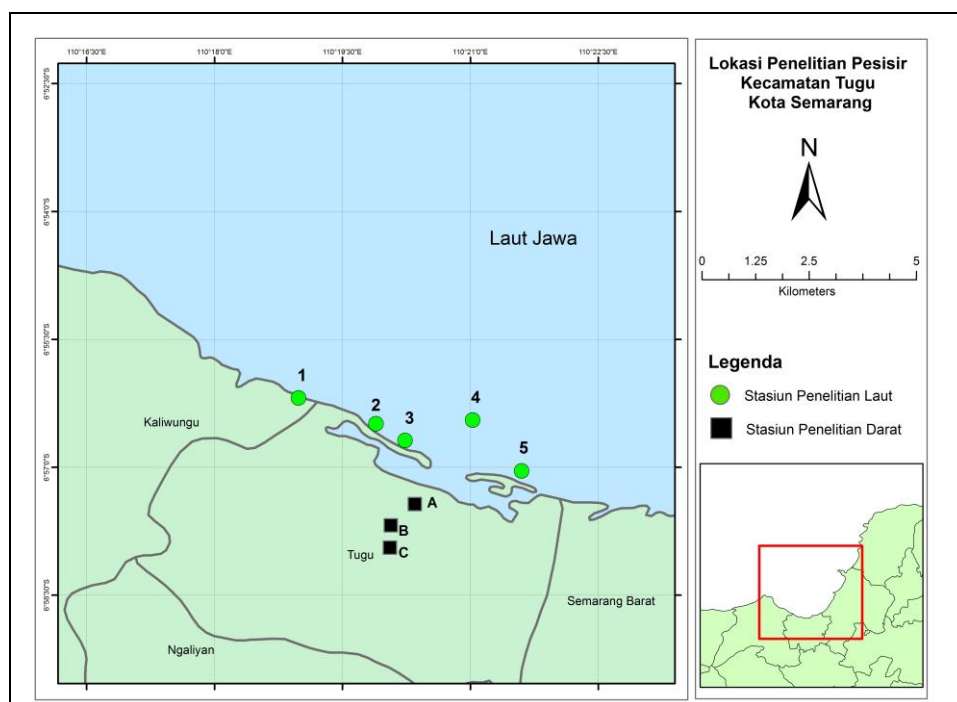 110°16'30"E 110°18'0"E 110°19'30"E 110°21'0"E 110°22'30"E
6°52'30"S
6°54'0"S
6°55'30"S
6°57'0"S
6°58'30"S
Laut Jawa
1
2
3
4
5
Kaliwungu
A
B
C
Tugu
Semarang Barat
Ngaliyan
Lokasi Penelitian Pesisir
Kecamatan Tugu
Kota Semarang
N
0 1.25 2.5 5
Kilometers
Legenda
Stasiun Penelitian Laut
Stasiun Penelitian Darat